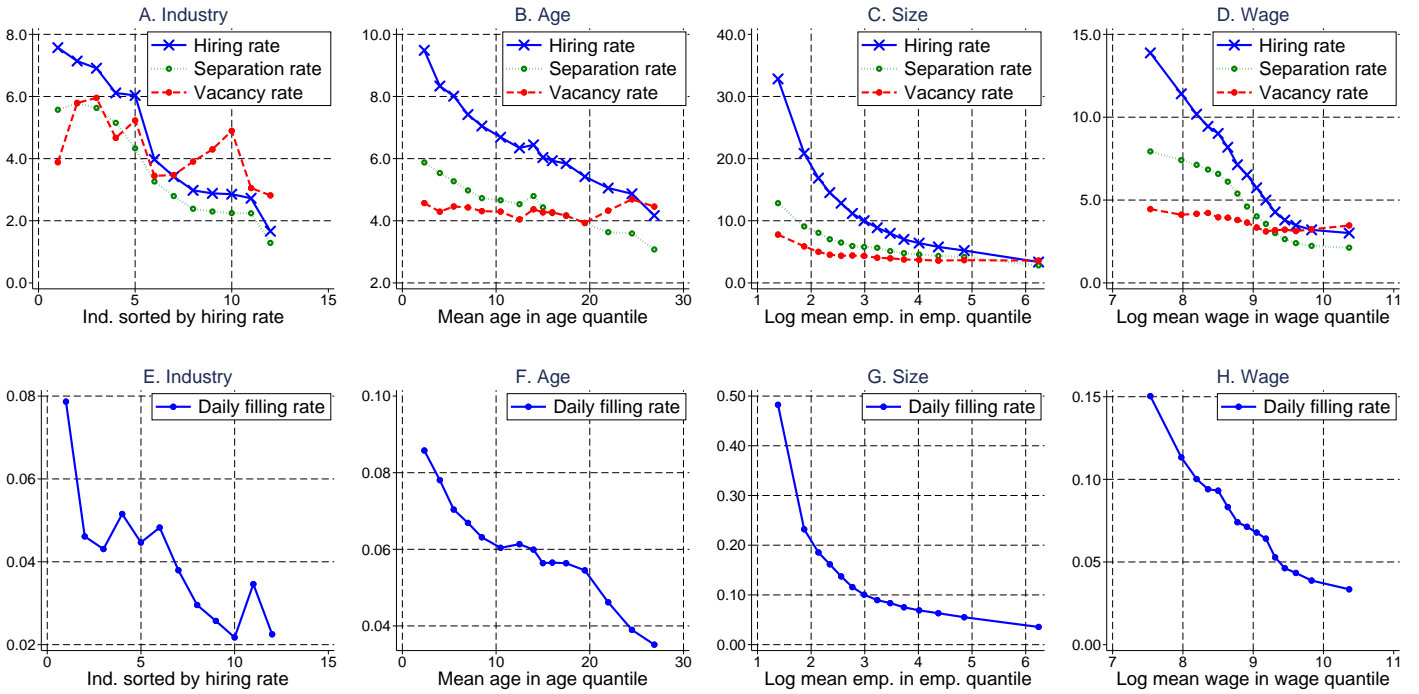 A. Industry
8.0
6.0
4.0
2.0
0.0
0
5
10
15
Hiring rate
Separation rate
Vacancy rate
Ind. sorted by hiring rate
B. Age
10.0
8.0
6.0
4.0
2.0
0
10
20
30
Hiring rate
Separation rate
Vacancy rate
Mean age in age quantile
C. Size
40.0
30.0
20.0
10.0
0.0
1
2
3
4
5
6
Hiring rate
Separation rate
Vacancy rate
Log mean emp. in emp. quantile
D. Wage
15.0
10.0
5.0
0.0
7
8
9
10
11
Hiring rate
Separation rate
Vacancy rate
Log mean wage in wage quantile
E. Industry
0.08
0.06
0.04
0.02
0
5
10
15
Daily filling rate
Ind. sorted by hiring rate
F. Age
0.10
0.08
0.06
0.04
0
10
20
30
Daily filling rate
Mean age in age quantile
G. Size
0.50
0.40
0.30
0.20
0.10
0.00
1
2
3
4
5
6
Daily filling rate
Log mean emp. in emp. quantile
H. Wage
0.15
0.10
0.05
0.00
7
8
9
10
11
Daily filling rate
Log mean wage in wage quantile